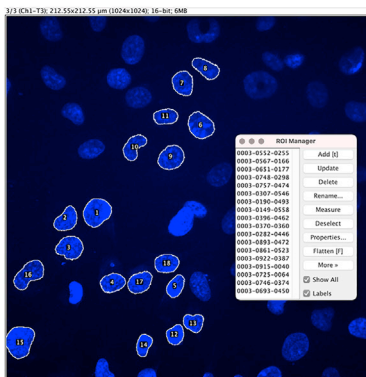 3/3 (Ch1-T3); 212.55x212.55 µm (1024x1024); 16-bit; 6MB
8
7
11
6
10
9
ROI Manager
0003-0552-0255
0003-0567-0166
0003-0651-0177
0003-0748-0298
0003-0757-0474
0003-0307-0546
0003-0190-0493
0003-0149-0558
0003-0396-0462
0003-0370-0360
0003-0282-0446
0003-0893-0472
0003-0861-0523
0003-0922-0387
0003-0915-0040
0003-0725-0064
0003-0746-0374
0003-0693-0450
Add [t]
Update
Delete
Rename...
Measure
Deselect
Properties...
Flatten [F]
More »
Show All
Labels
1
2
3
18
16
4
17
5
13
12
15
14